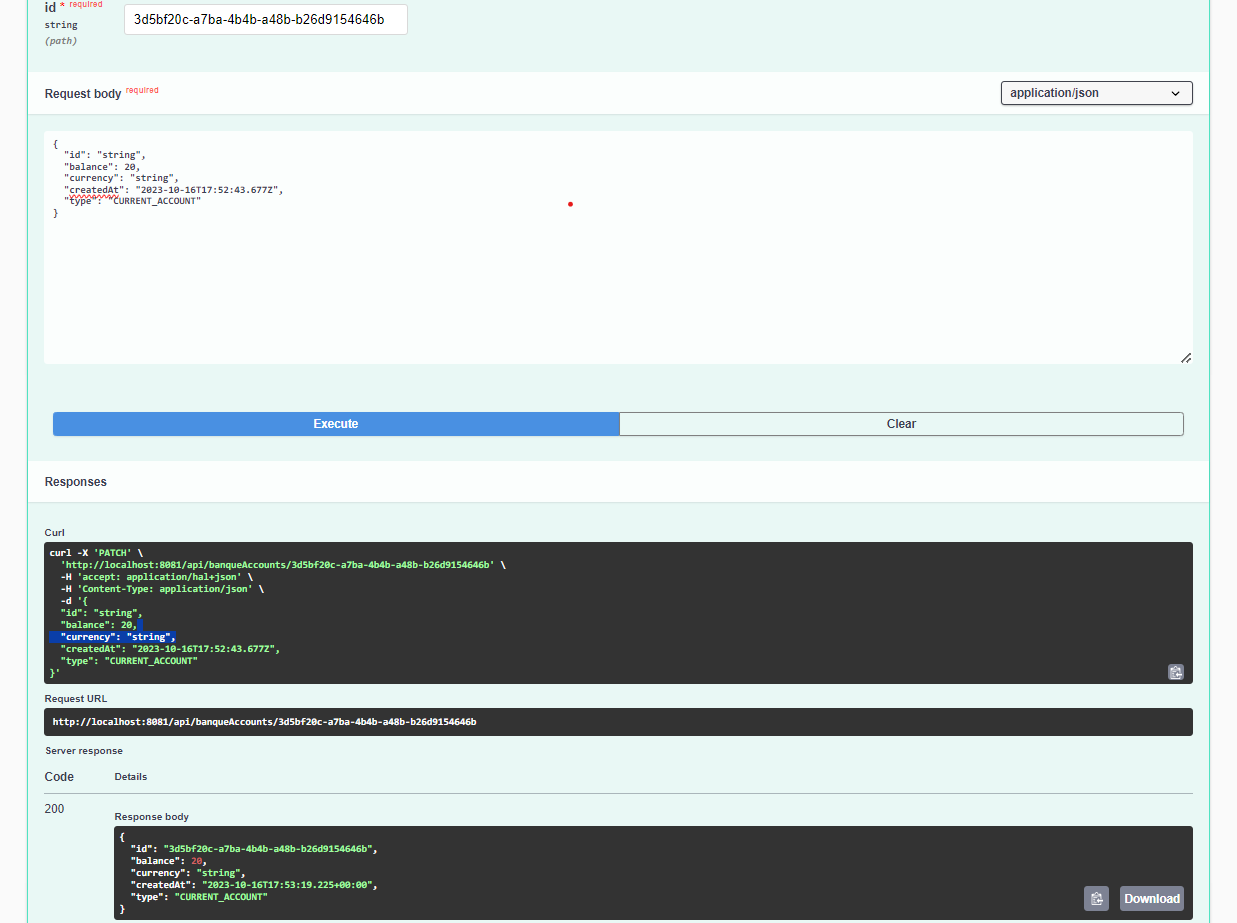 id * required
3d5bf20c-a7ba-4b4b-a48b-b26d9154646b
string
(path)
Request body required
application/json
{
"id": "string",
"balance": 20,
"currency": "string",
"createdAt": "2023-10-16T17:52:43.677Z",
"type": "CURRENT_ACCOUNT"
}
Execute
Clear
Responses
Curl
curl -X 'PATCH' \
'http://localhost:8081/api/banqueAccounts/3d5bf20c-a7ba-4b4b-a48b-b26d9154646b' \
-H 'accept: application/hal+json' \
-H 'Content-Type: application/json' \
-d '{
"id": "string",
"balance": 20,
"currency": "string",
"createdAt": "2023-10-16T17:52:43.677Z",
"type": "CURRENT_ACCOUNT"
}'
Request URL
http://localhost:8081/api/banqueAccounts/3d5bf20c-a7ba-4b4b-a48b-b26d9154646b
Server response
Code Details
200
Response body
{
"id": "3d5bf20c-a7ba-4b4b-a48b-b26d9154646b",
"balance": 20,
"currency": "string",
"createdAt": "2023-10-16T17:53:19.225+00:00",
"type": "CURRENT_ACCOUNT"
}
Download